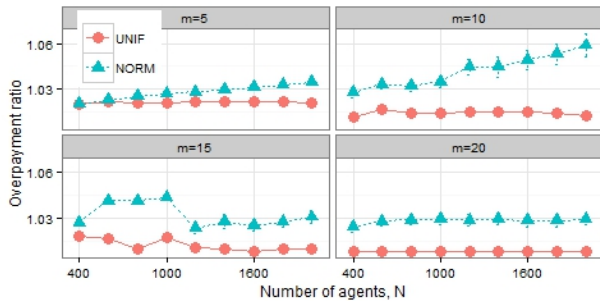 m=5
m=10
UNIF
NORM
1.06
1.03
Overpayment ratio
m=15
m=20
1.06
1.03
400
1000
1600
400
1000
1600
Number of agents, N